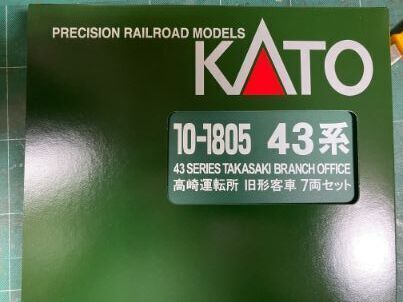 PRECISION RAILROAD MODELS
KATO
10-1805 43系
43 SERIES TAKASAKI BRANCH OFFICE
高崎運転所 旧形客車 7両セット